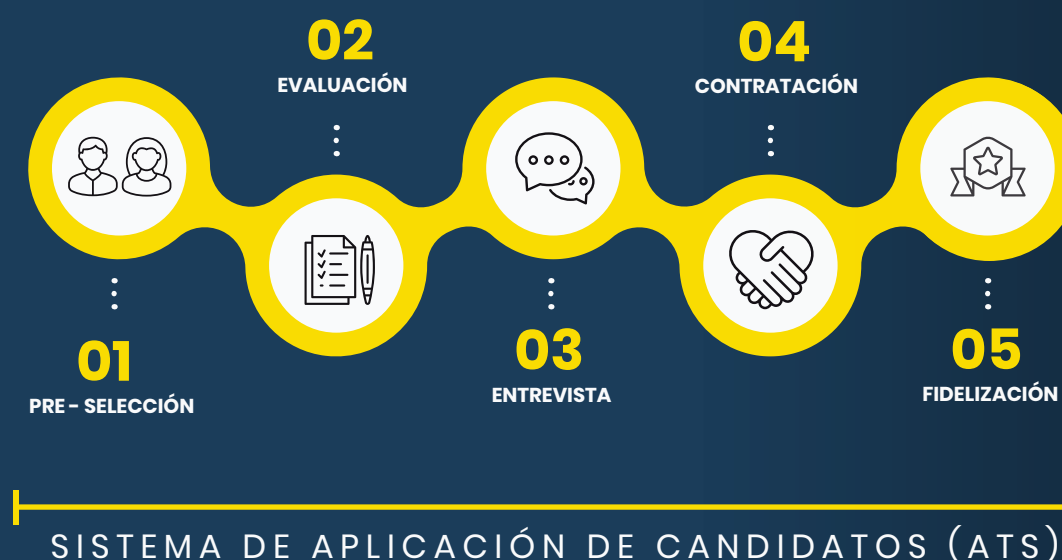 01
PRE - SELECCIÓN
02
EVALUACIÓN
03
ENTREVISTA
04
CONTRATACIÓN
05
FIDELIZACIÓN
SISTEMA DE APLICACIÓN DE CANDIDATOS (ATS)